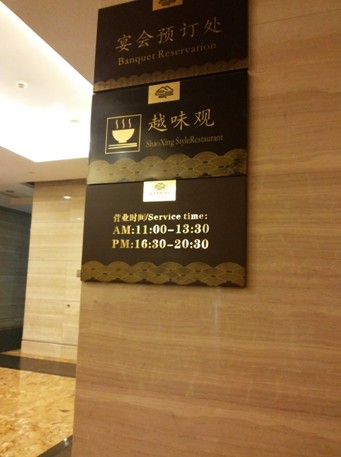 宴会预订处
Banquet Reservation
越味观
ShaoXing StyleRestaurant
营业时间/Service time:
AM:11:00-13:30
PM:16:30-20:30